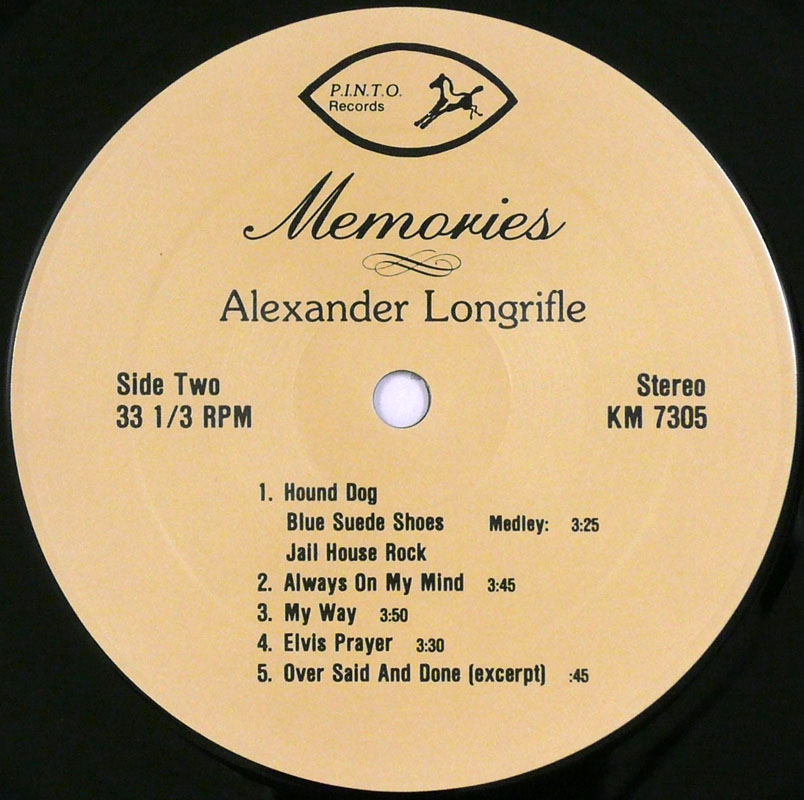 P.I.N.T.O.
Records
Memories
Alexander Longrifle
Side Two
33 1/3 RPM
Stereo
KM 7305
1. Hound Dog
Blue Suede Shoes Medley: 3:25
Jail House Rock
2. Always On My Mind 3:45
3. My Way 3:50
4. Elvis Prayer 3:30
5. Over Said And Done (excerpt) :45